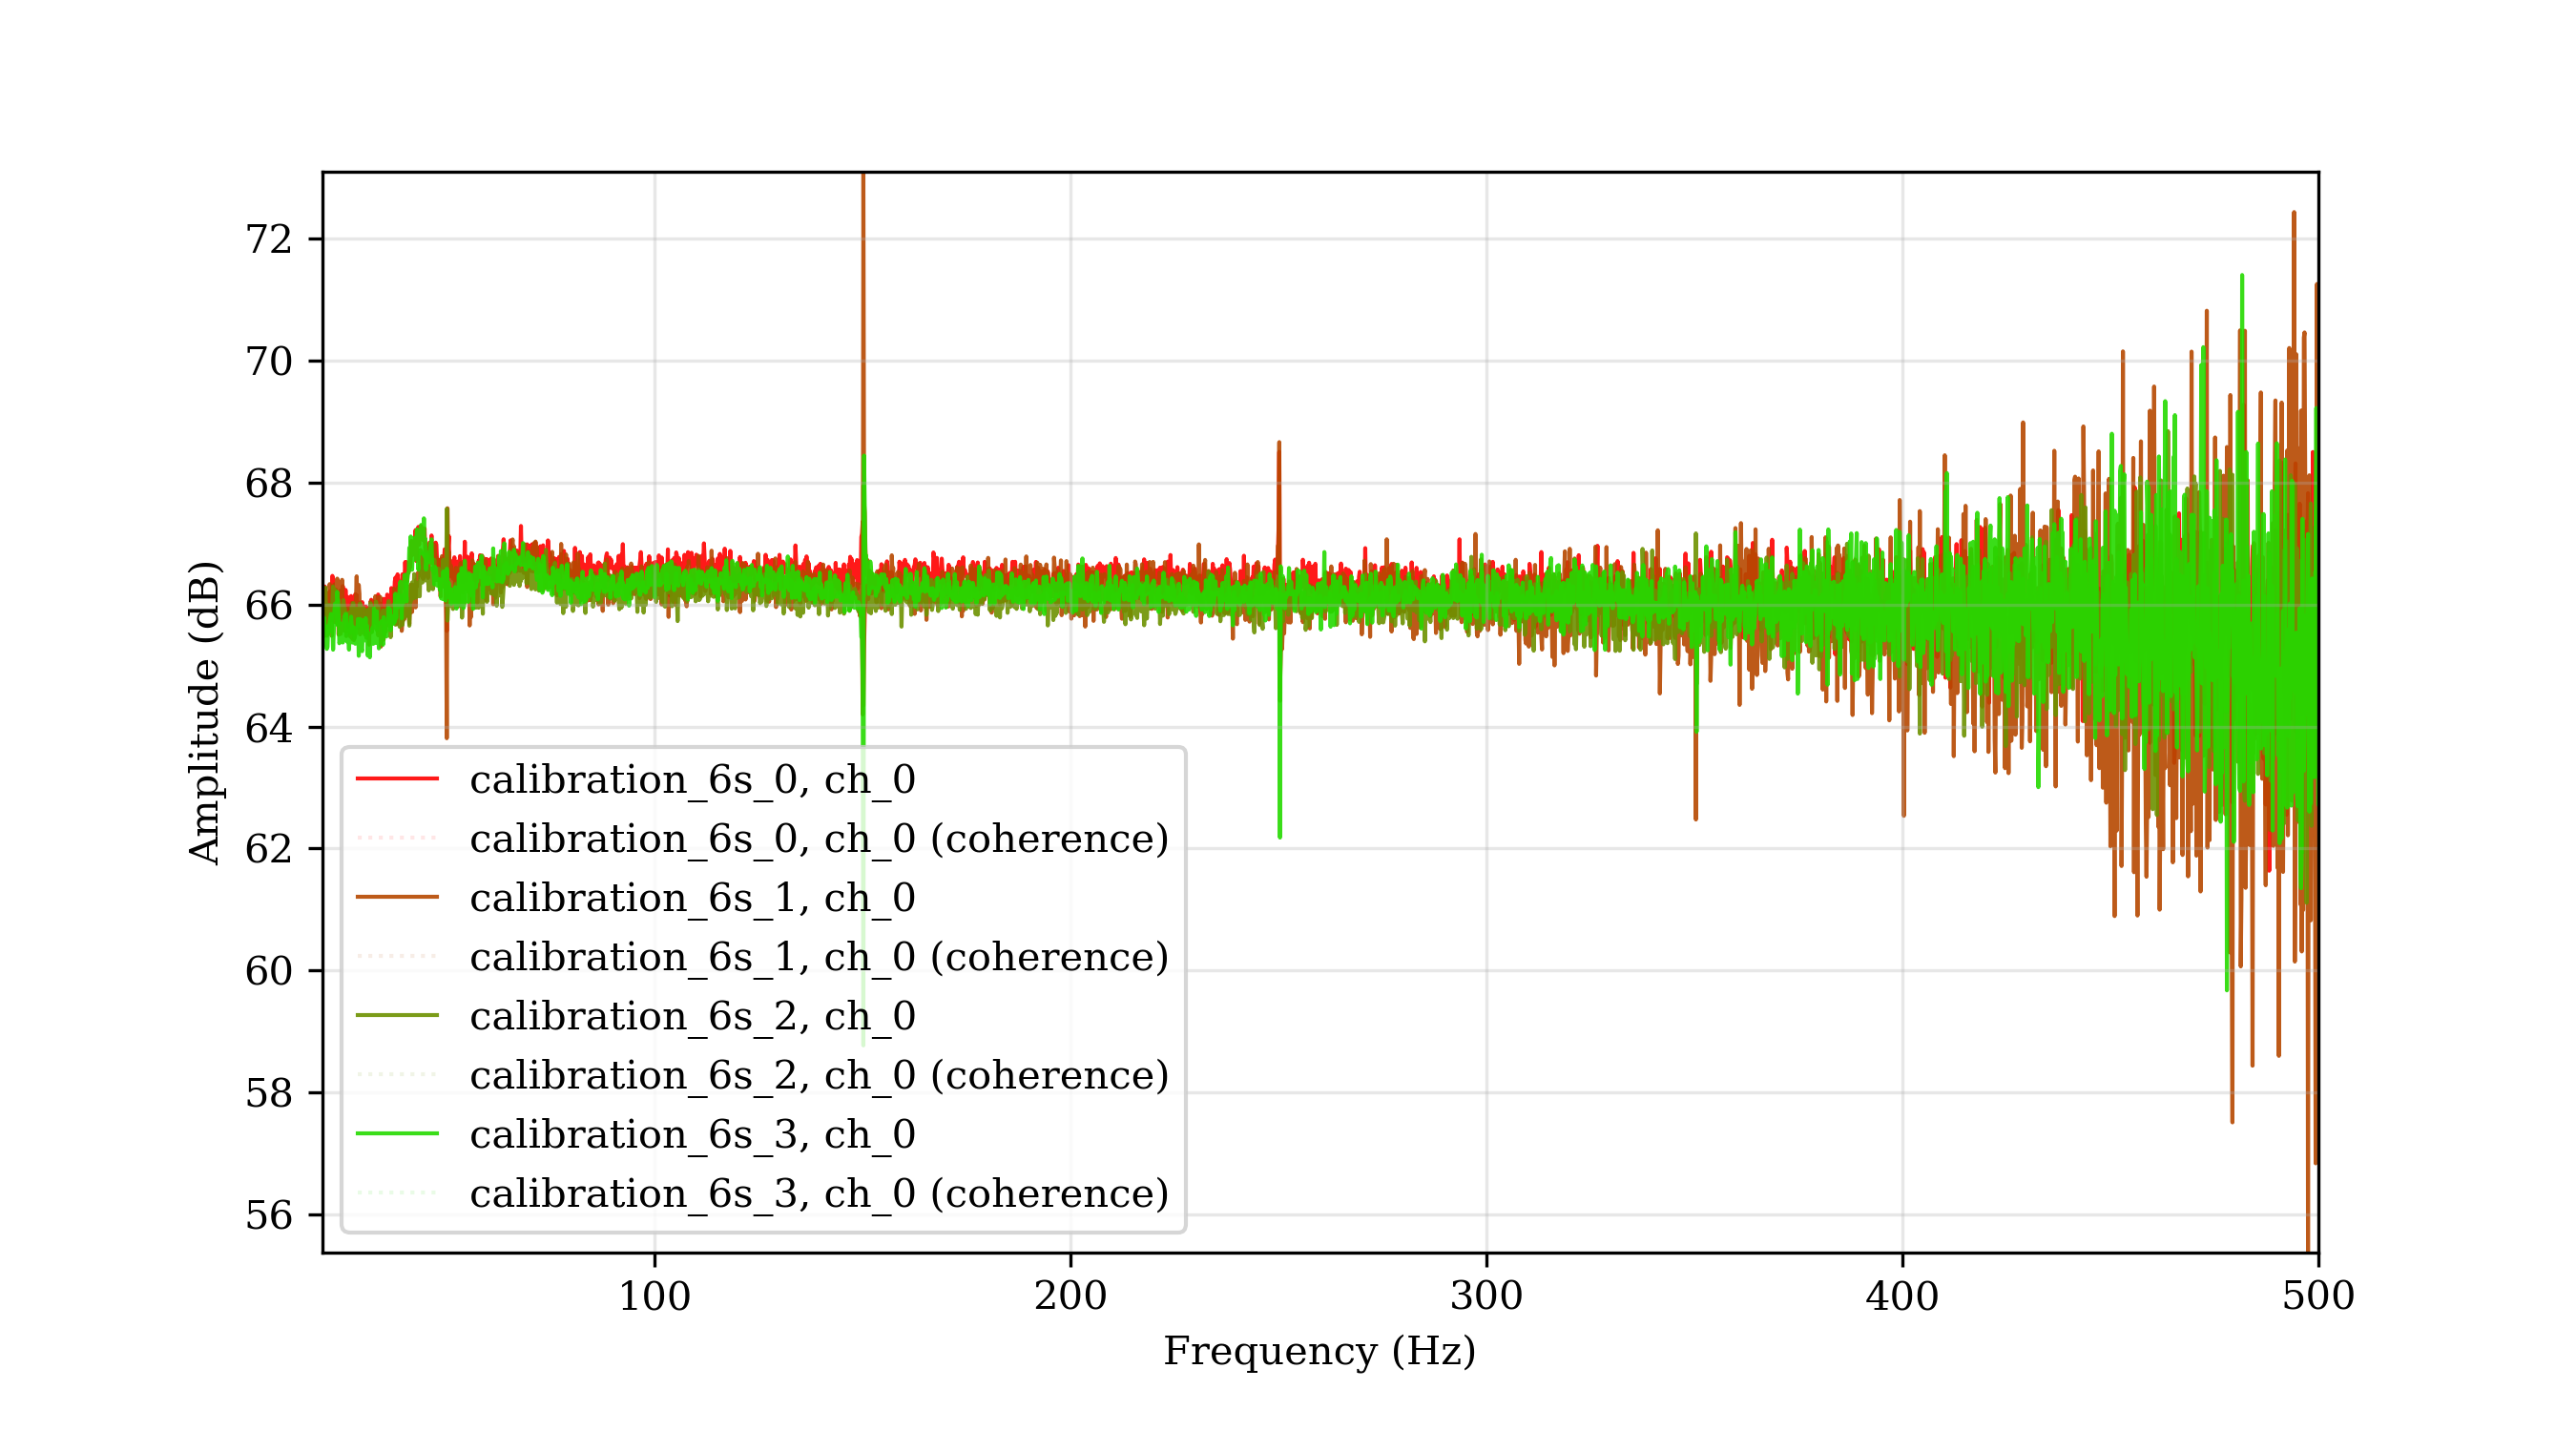 72
70
68
66
64
62
60
58
56
Amplitude (dB)
calibration_6s_0, ch_0
calibration_6s_0, ch_0 (coherence)
calibration_6s_1, ch_0
calibration_6s_1, ch_0 (coherence)
calibration_6s_2, ch_0
calibration_6s_2, ch_0 (coherence)
calibration_6s_3, ch_0
calibration_6s_3, ch_0 (coherence)
100 200 300 400 500
Frequency (Hz)